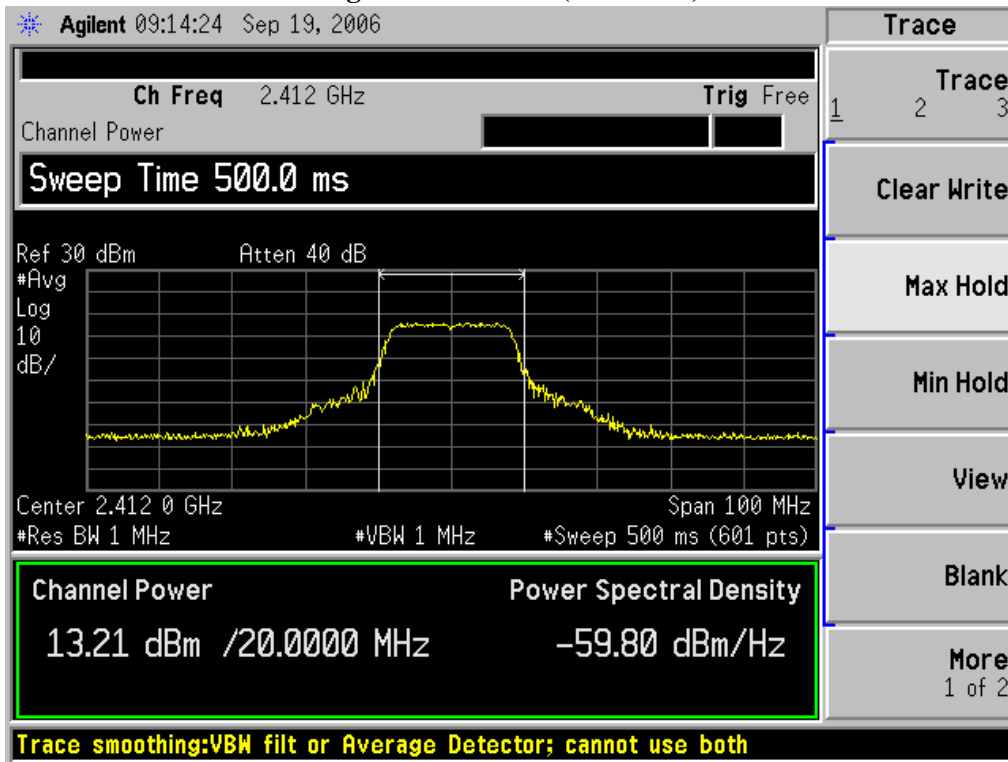 Agilent 09:14:24 Sep 19, 2006
Trace
Ch Freq 2.412 GHz
Trig Free
Channel Power
Sweep Time 500.0 ms
Ref 30 dBm
Atten 40 dB
#Avg
Log
10
dB/
Center 2.412 0 GHz
Span 100 MHz
#Res BW 1 MHz
#VBW 1 MHz
#Sweep 500 ms (601 pts)
Channel Power
Power Spectral Density
13.21 dBm /20.0000 MHz
-59.80 dBm/Hz
Trace smoothing:VBW filt or Average Detector; cannot use both
Trace
1 2 3
Clear Write
Max Hold
Min Hold
View
Blank
More
1 of 2